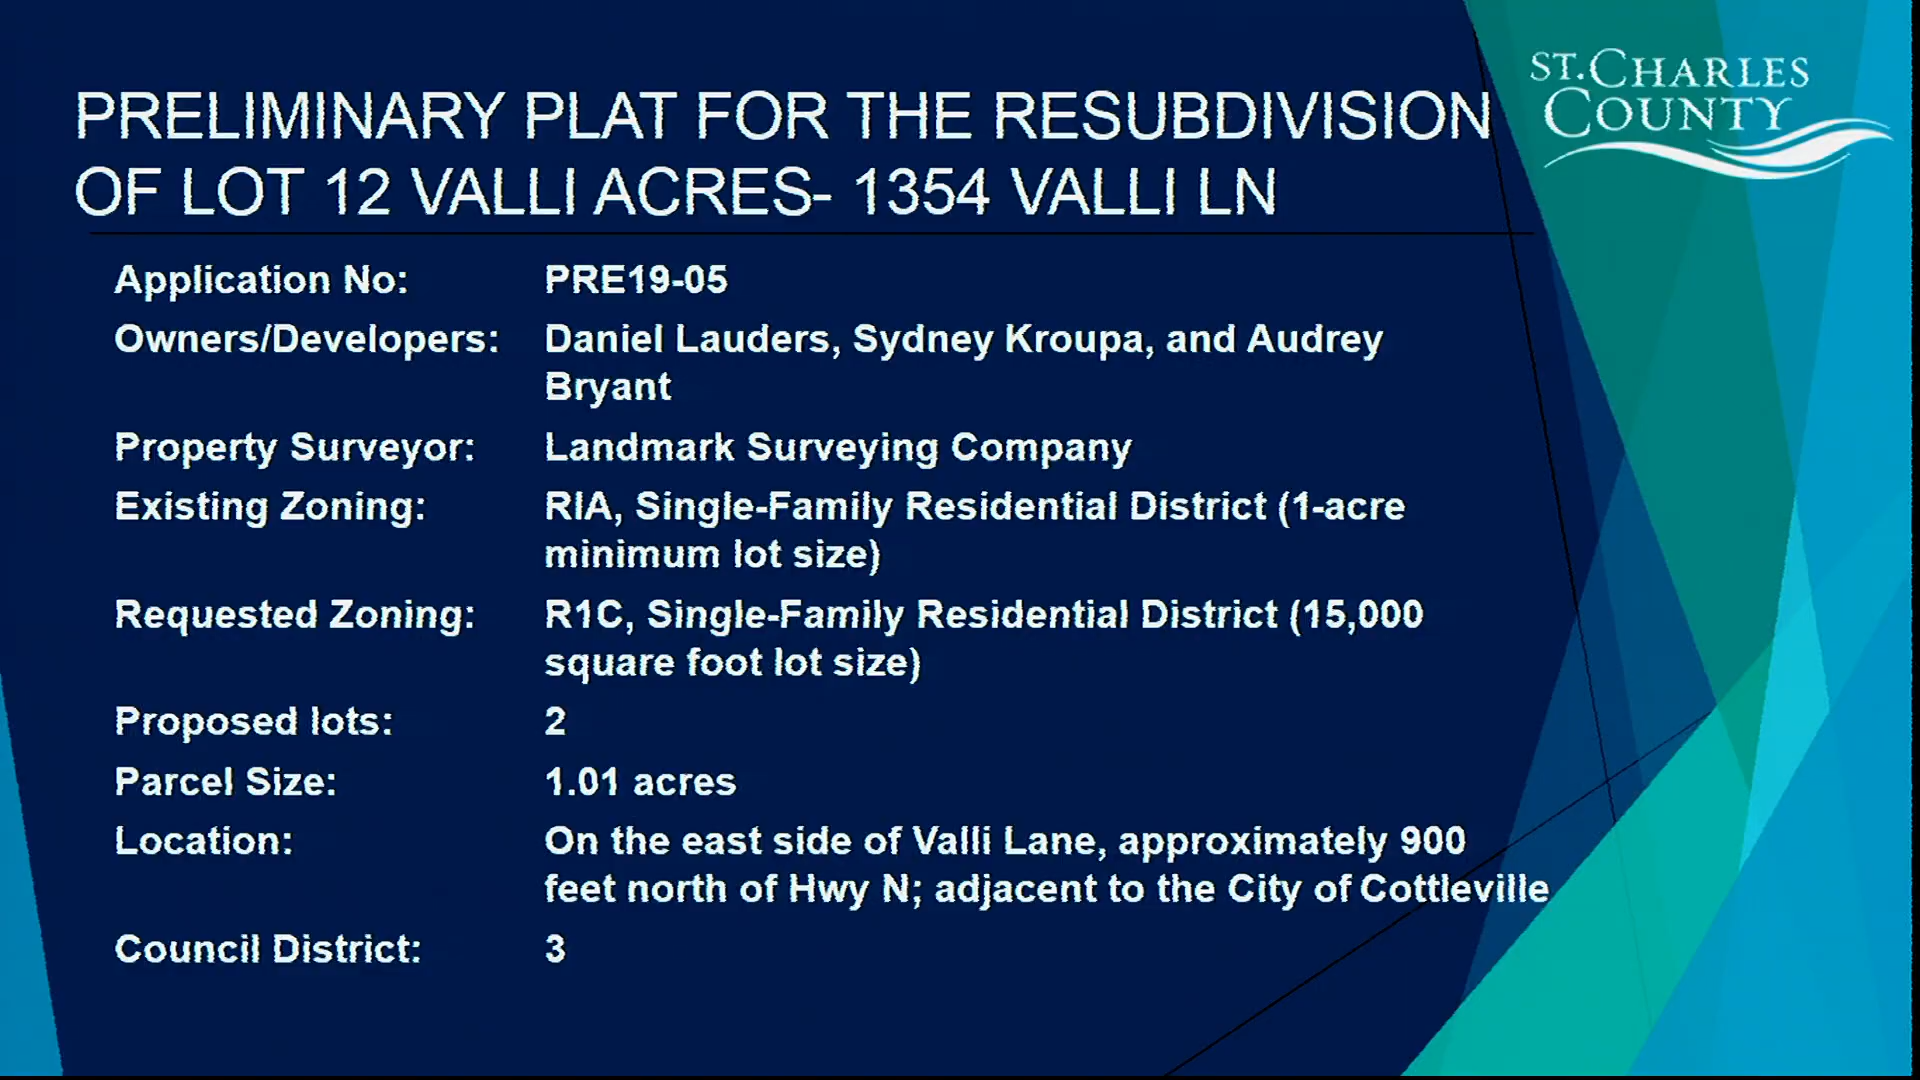 ST. CHARLES
COUNTY
PRELIMINARY PLAT FOR THE RESUBDIVISION
OF LOT 12 VALLI ACRES- 1354 VALLI LN
Application No: PRE19-05
Owners/Developers: Daniel Lauders, Sydney Kroupa, and Audrey
Bryant
Property Surveyor: Landmark Surveying Company
Existing Zoning: RIA, Single-Family Residential District (1-acre
minimum lot size)
Requested Zoning: R1C, Single-Family Residential District (15,000
square foot lot size)
Proposed lots: 2
Parcel Size: 1.01 acres
Location: On the east side of Valli Lane, approximately 900
feet north of Hwy N; adjacent to the City of Cottleville
Council District: 3